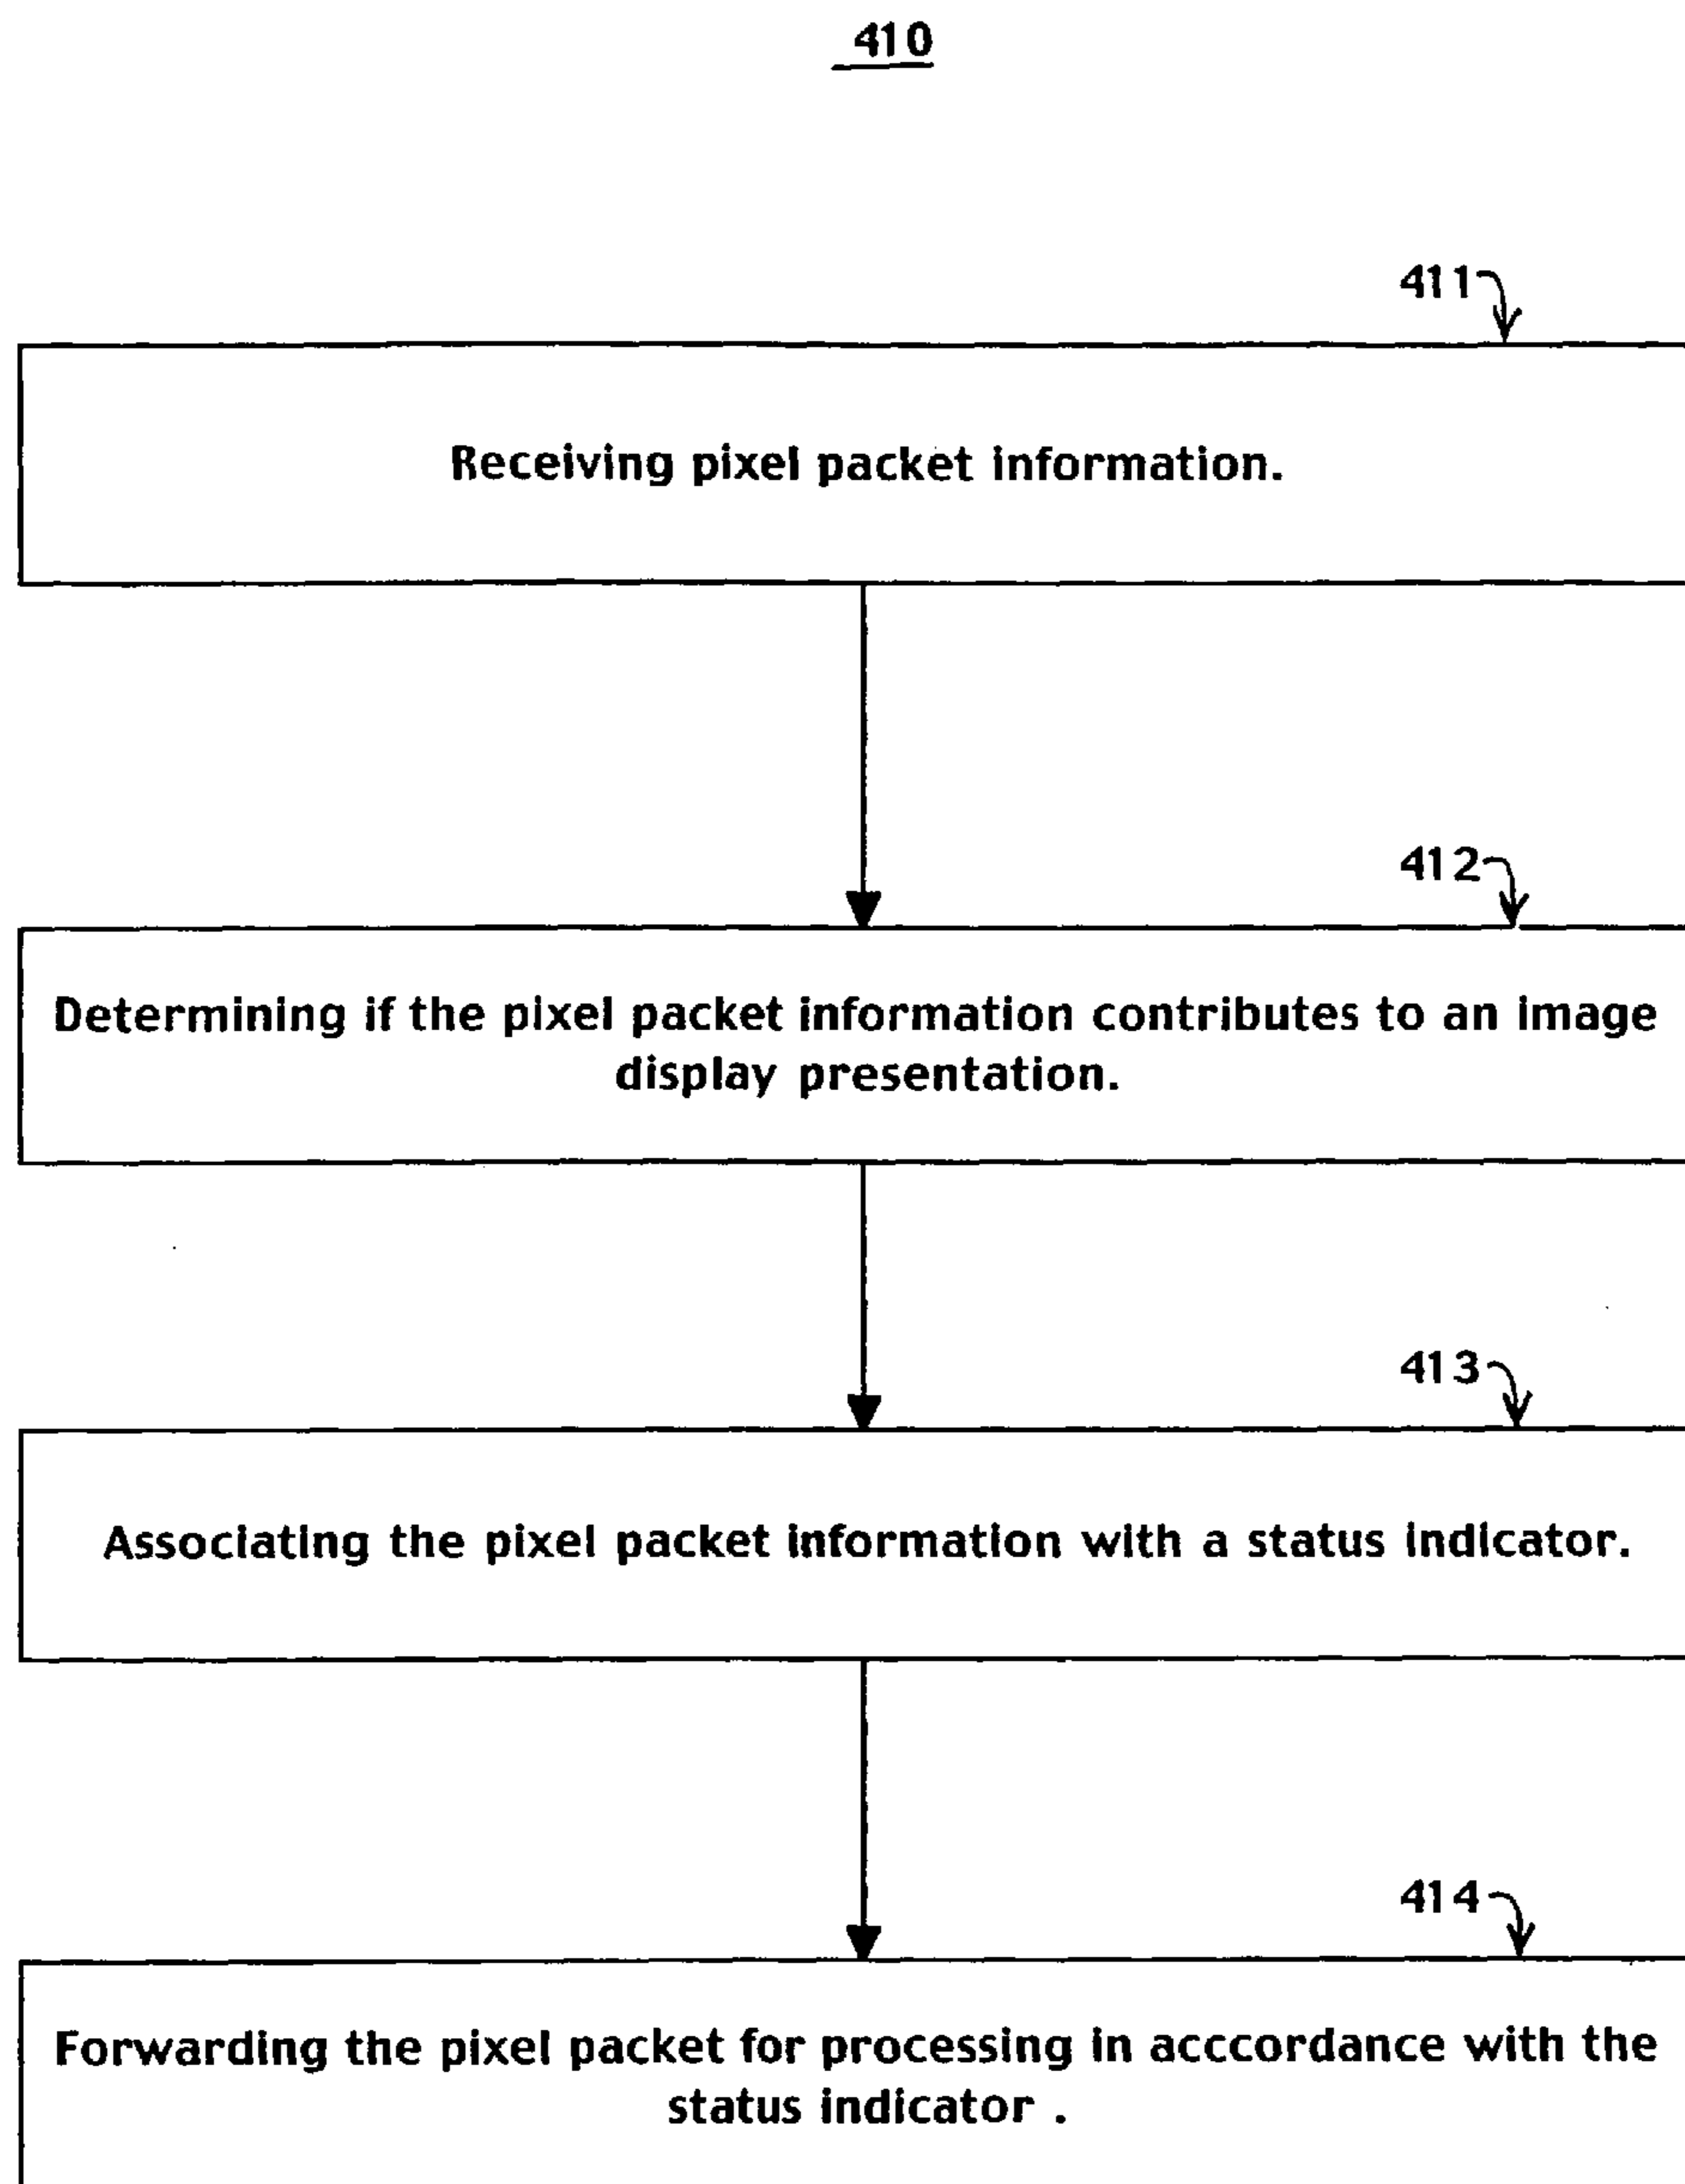 410
411
Receiving pixel packet information.
412
Determining if the pixel packet information contributes to an image
display presentation.
413
Associating the pixel packet information with a status indicator.
414
Forwarding the pixel packet for processing in acccordance with the
status indicator .